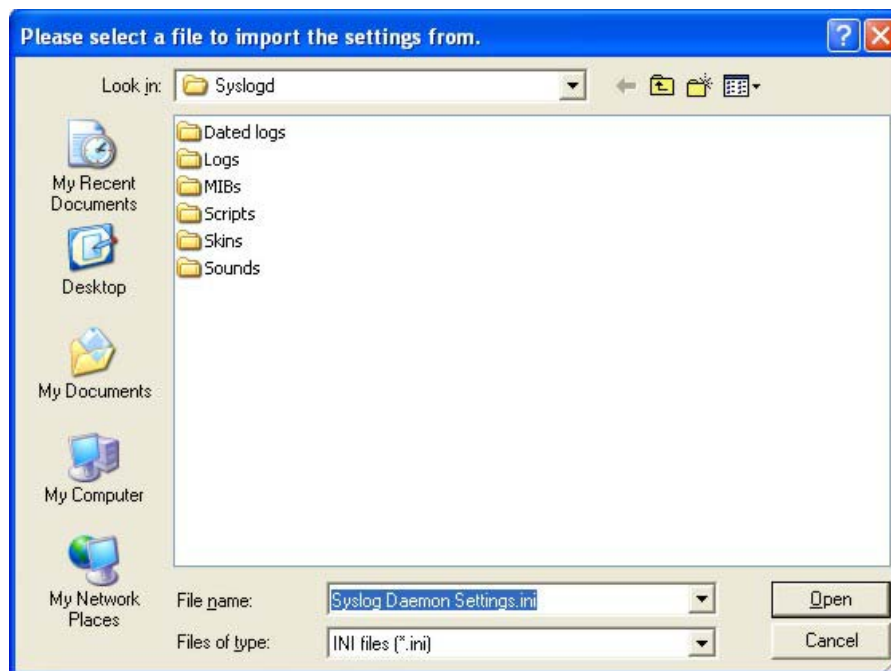 Please select a file to import the settings from.
Look in: Syslogd
Dated logs
Logs
MIBs
Scripts
Skins
Sounds
My Recent
Documents
Desktop
My Documents
My Computer
My Network
Places
File name: Syslog Daemon Settings.ini Open
Files of type: INI files (*.ini) Cancel